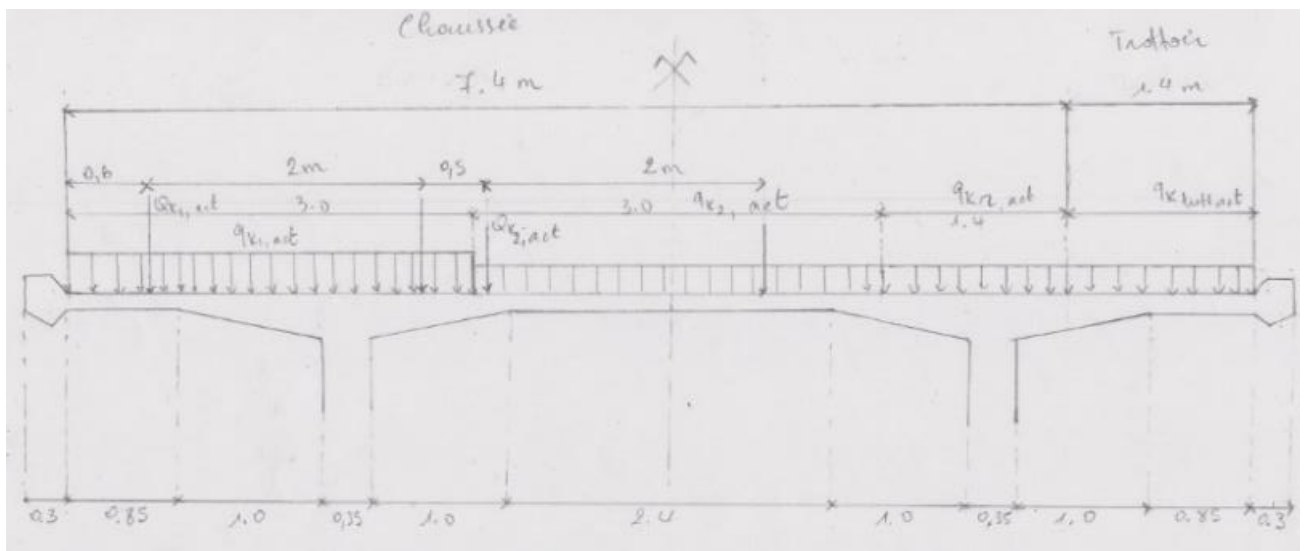 Chaussée
Trottoir
7.4 m
1.4 m
0,6
2m
0,5
2m
Qk1,act
3.0
3.0
qk2, act
qkr,act
1.4
qk trott act
qk1,act
Qk2,act
0.3
0.85
1.0
0,35
1.0
2.4
1.0
0,35
1.0
0.85
0.3